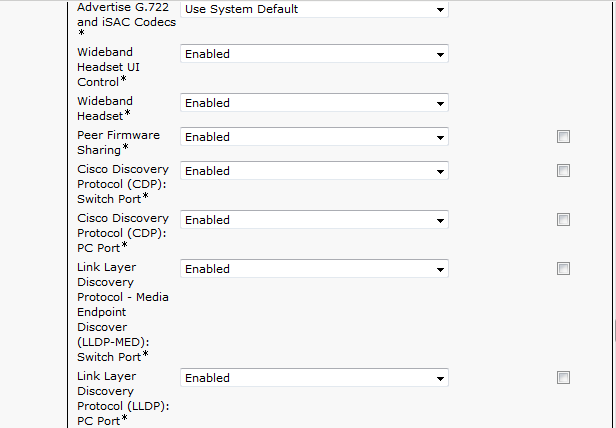 Advertise G.722 Use System Default
and iSAC Codecs
*
Wideband Enabled
Headset UI
Control*
Wideband Enabled
Headset*
Peer Firmware Enabled
Sharing*
Cisco Discovery Enabled
Protocol (CDP):
Switch Port*
Cisco Discovery Enabled
Protocol (CDP):
PC Port*
Link Layer Enabled
Discovery
Protocol - Media
Endpoint
Discover
(LLDP-MED):
Switch Port*
Link Layer Enabled
Discovery
Protocol (LLDP):
PC Port*